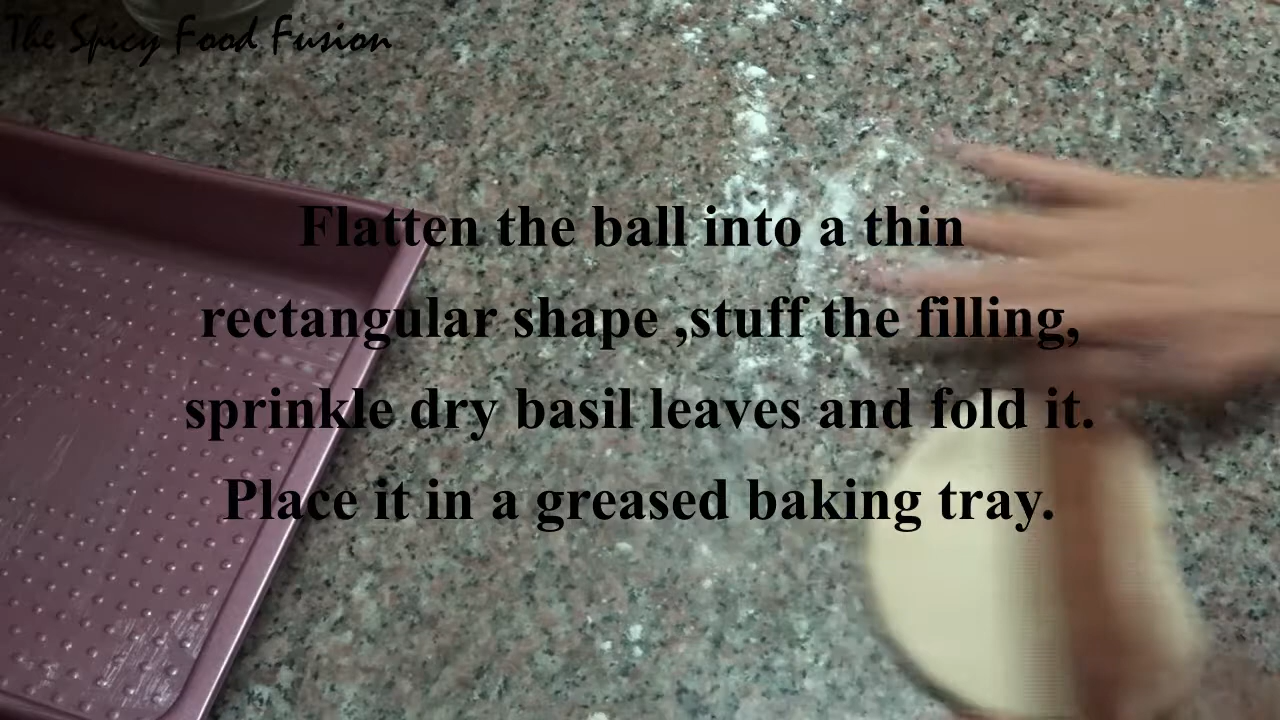 The Spicy Food Fusion
Flatten the ball into a thin
rectangular shape ,stuff the filling,
sprinkle dry basil leaves and fold it.
Place it in a greased baking tray.